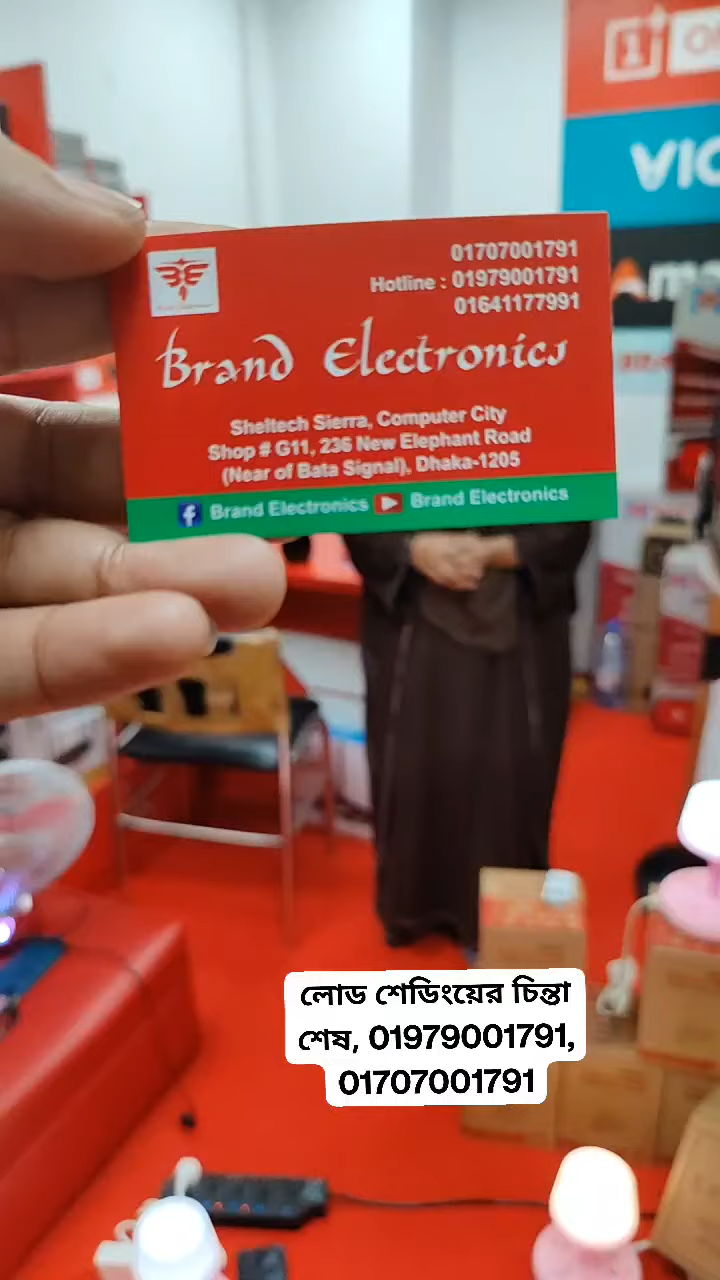 01707001791
Hotline : 01979001791
01641177991
Brand Electronics
Sheltech Sierra, Computer City
Shop # G11, 236 New Elephant Road
(Near of Bata Signal), Dhaka-1205
Brand Electronics Brand Electronics
লোড শেডিংয়ের চিন্তা
শেষ, 01979001791,
01707001791